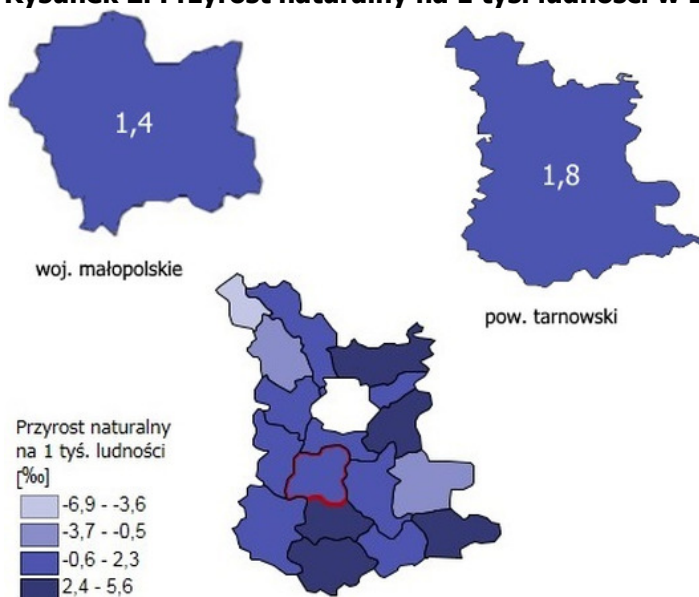 1,4
1,8
woj. małopolskie
pow. tarnowski
Przyrost naturalny
na 1 tyś. ludności
[‰]
-6,9 - -3,6
-3,7 - -0,5
-0,6 - 2,3
2,4 - 5,6